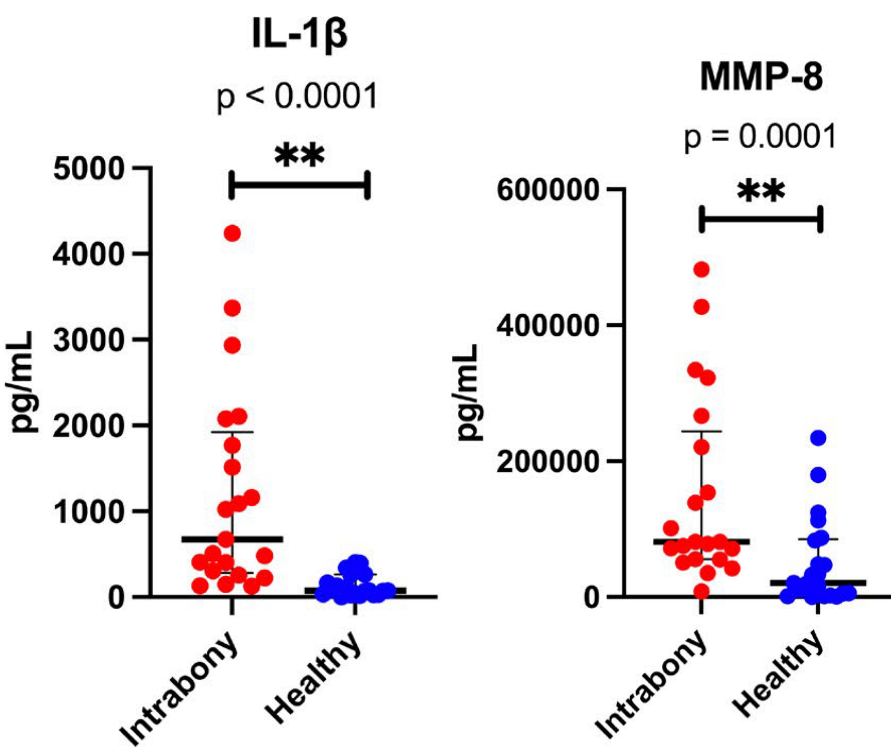 IL-1β
p < 0.0001
**
5000
4000
3000
2000
1000
0
pg/mL
Intrabony
Healthy
MMP-8
p = 0.0001
**
600000
400000
200000
0
pg/mL
Intrabony
Healthy